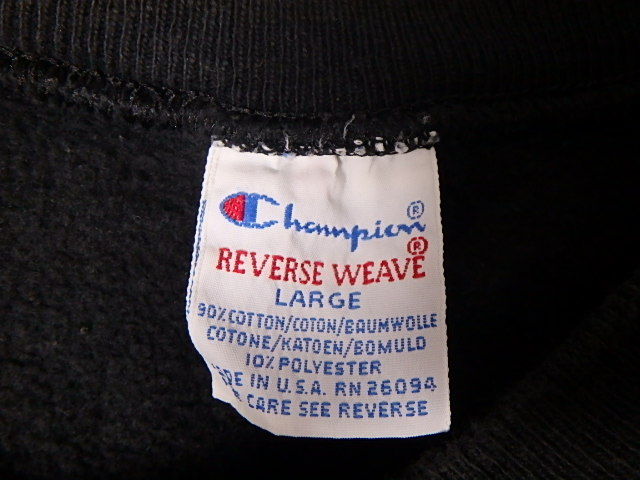 Champion®
REVERSE WEAVE®
LARGE
90% COTTON/COTON/BAUMWOLLE
COTONE/KATOEN/BOMULD
10% POLYESTER
DE IN U.S.A. RN 26094
CARE SEE REVERSE